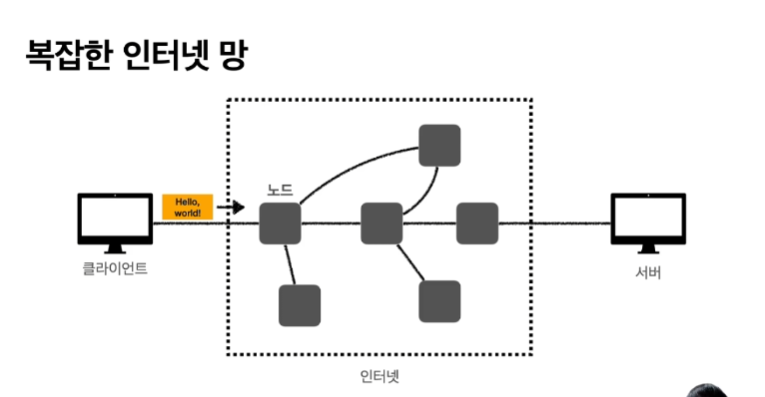 복잡한 인터넷 망
노드
Hello,
world!
클라이언트
서버
인터넷